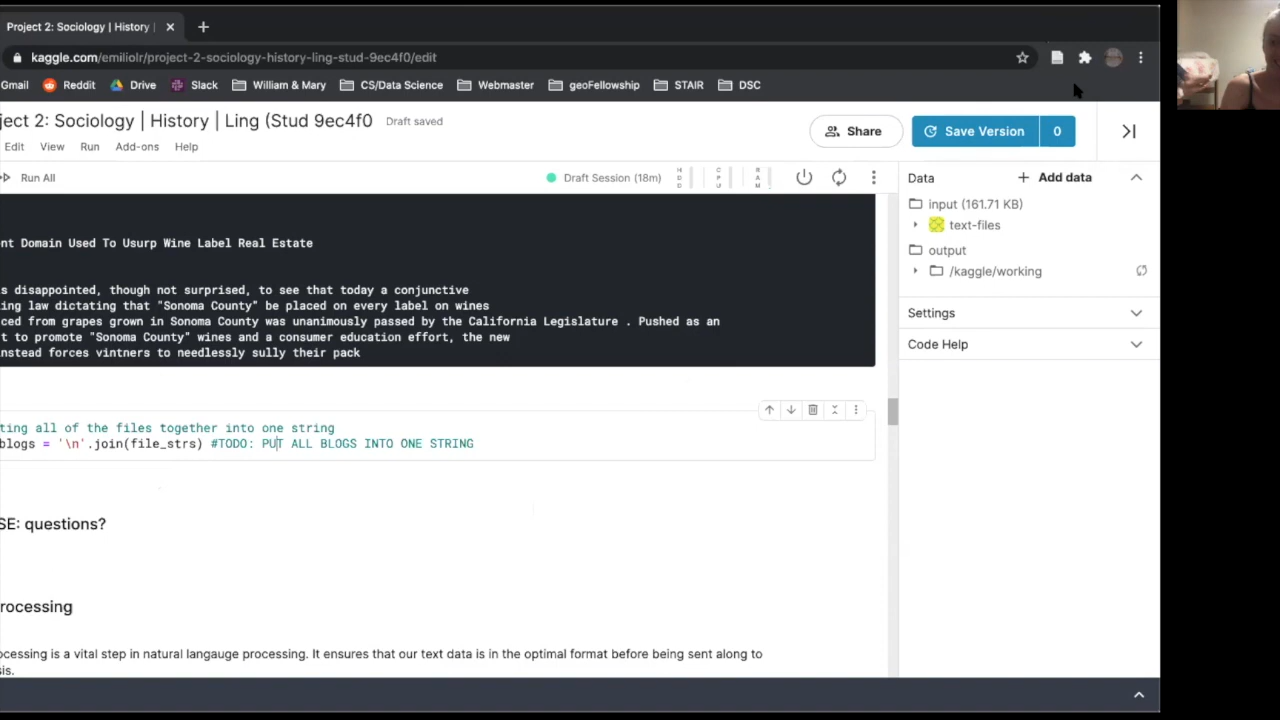 Project 2: Sociology | History |
kaggle.com/emiliolr/project-2-sociology-history-ling-stud-9ec4f0/edit
Gmail Reddit Drive Slack William & Mary CS/Data Science Webmaster geoFellowship STAIR DSC
ject 2: Sociology | History | Ling (Stud 9ec4f0 Draft saved
Share Save Version 0
Edit View Run Add-ons Help
Run All Draft Session (18m) HDD CPU RAM
Data + Add data
input (161.71 KB)
text-files
output
/kaggle/working
Settings
Code Help
nt Domain Used To Usurp Wine Label Real Estate
s disappointed, though not surprised, to see that today a conjunctive
ing law dictating that "Sonoma County" be placed on every label on wines
ced from grapes grown in Sonoma County was unanimously passed by the California Legislature . Pushed as an
t to promote "Sonoma County" wines and a consumer education effort, the new
nstead forces vintners to needlessly sully their pack
ting all of the files together into one string
blogs = '\n'.join(file_strs) #TODO: PUT ALL BLOGS INTO ONE STRING
SE: questions?
rocessing
ocessing is a vital step in natural langauge processing. It ensures that our text data is in the optimal format before being sent along to
sis.